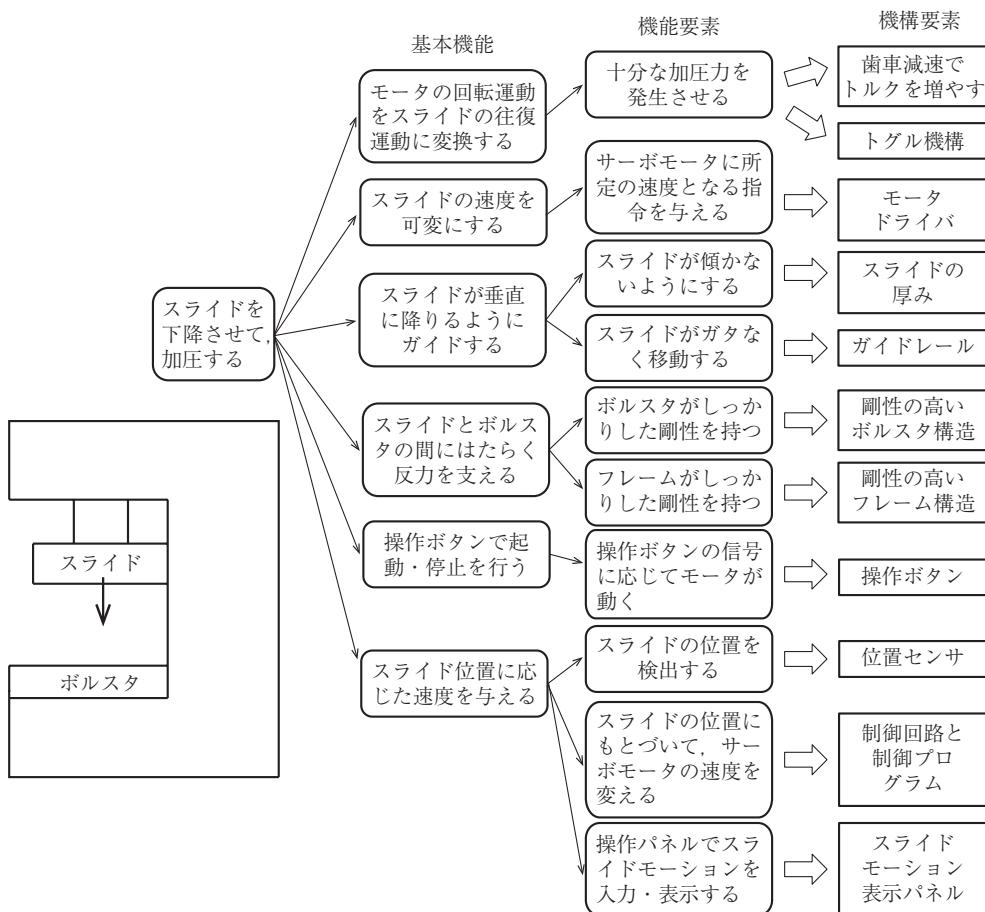 基本機能
機能要素
機構要素
スライドを
下降させて,
加圧する
モータの回転運動
をスライドの往復
運動に変換する
十分な加圧力を
発生させる
歯車減速で
トルクを増やす
トグル機構
スライドの速度を
可変にする
サーボモータに所
定の速度となる指
令を与える
モータ
ドライバ
スライドが垂直
に降りるように
ガイドする
スライドが傾かな
いようにする
スライドの
厚み
スライドがガタな
く移動する
ガイドレール
スライドとボルス
タの間にはたらく
反力を支える
ボルスタがしっか
りした剛性を持つ
剛性の高い
ボルスタ構造
フレームがしっか
りした剛性を持つ
剛性の高い
フレーム構造
操作ボタンで起
動・停止を行う
操作ボタンの信号
に応じてモータが
動く
操作ボタン
スライド位置に応
じた速度を与える
スライドの位置を
検出する
位置センサ
スライドの位置に
もとづいて，サー
ボモータの速度を
変える
制御回路と
制御プロ
グラム
操作パネルでスラ
イドモーションを
入力・表示する
スライド
モーション
表示パネル
スライド
ボルスタ